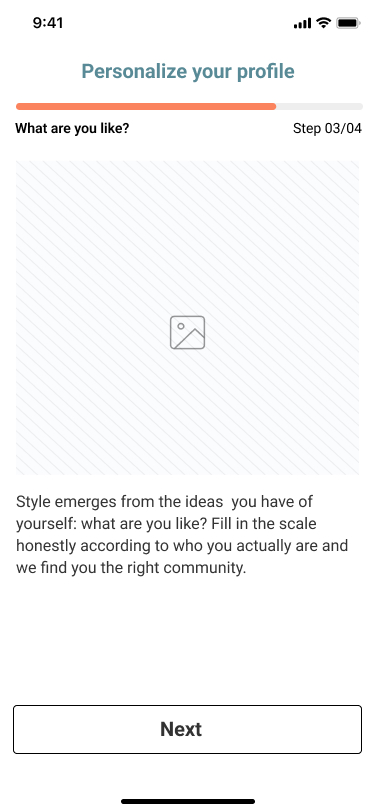 9:41
Personalize your profile
What are you like?
Step 03/04
Style emerges from the ideas  you have of
yourself: what are you like? Fill in the scale
honestly according to who you actually are and
we find you the right community.
Next